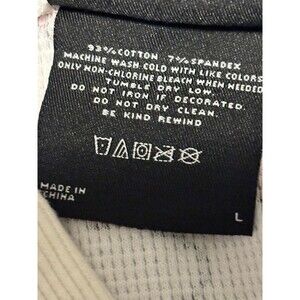 93%COTTON 7%SPANDEX
MACHINE WASH COLD WITH LIKE COLORS
ONLY NON-CHLORINE BLEACH WHEN NEEDED
TUMBLE DRY LOW.
DO NOT IRON IF DECORATED.
DO NOT DRY CLEAN.
BE KIND REWIND
MADE IN
CHINA
L